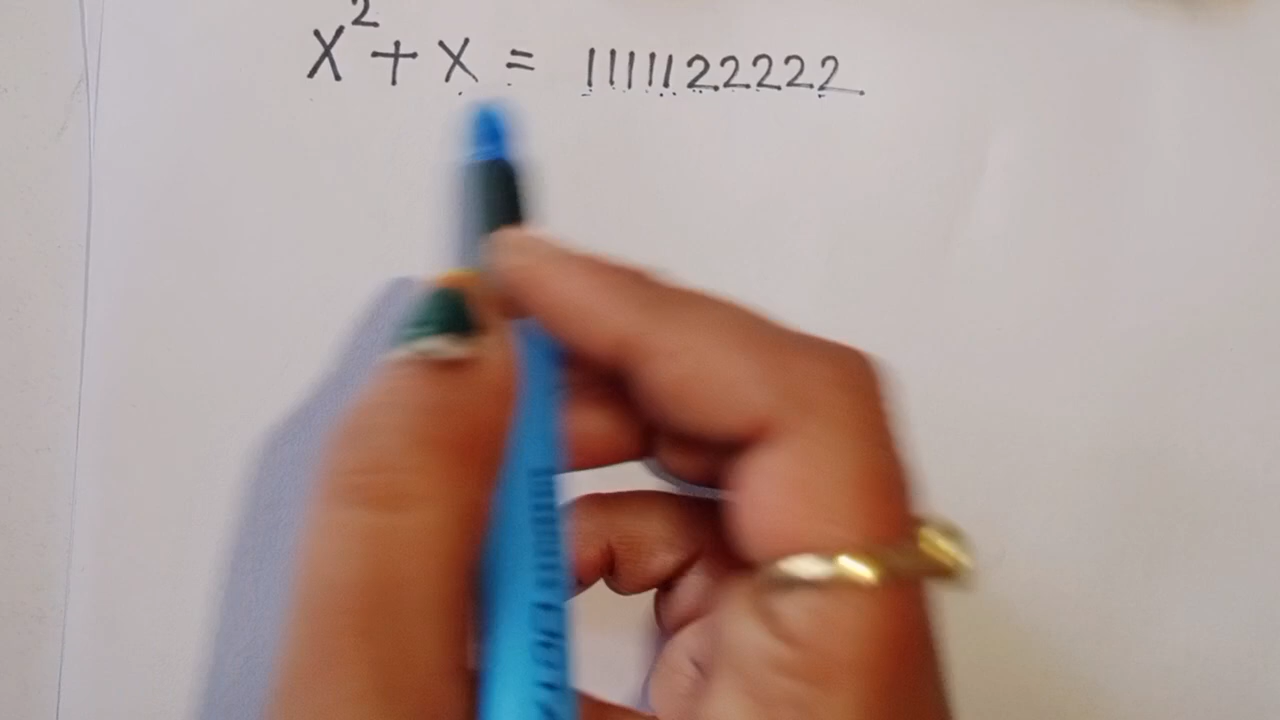 x² + x = 1111122222